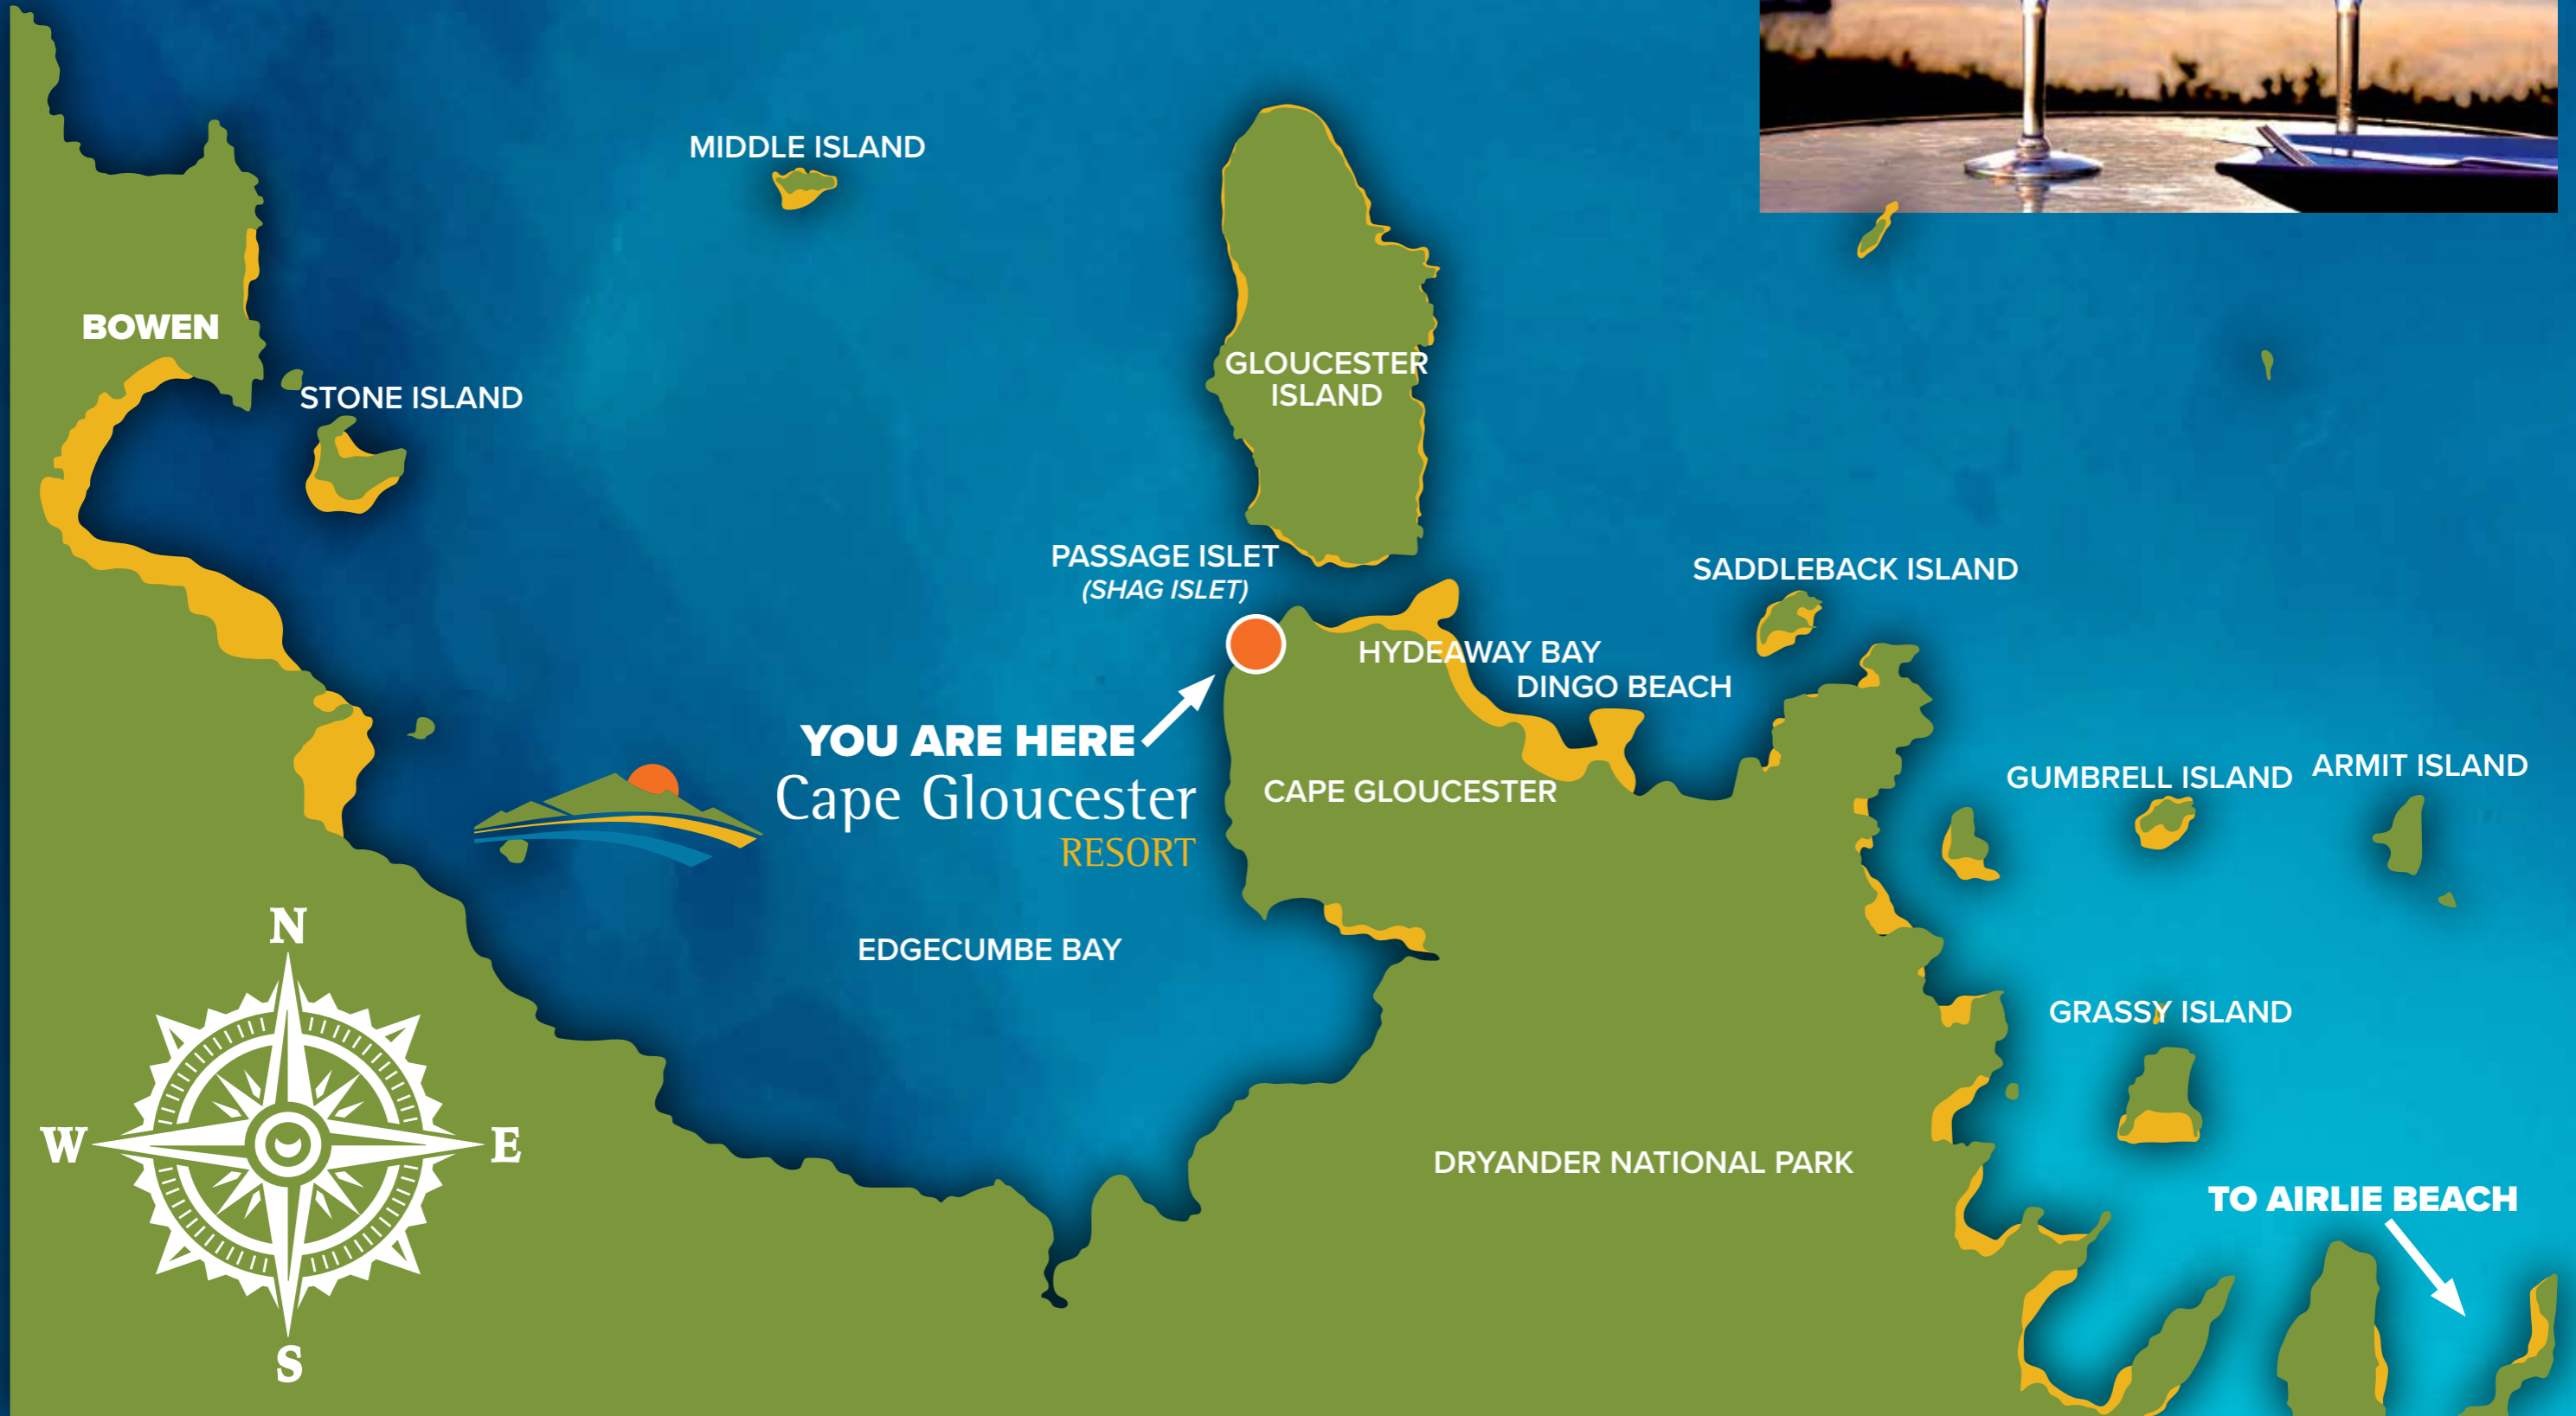 MIDDLE ISLAND
BOWEN
STONE ISLAND
GLOUCESTER
ISLAND
PASSAGE ISLET
(SHAG ISLET)
SADDLEBACK ISLAND
HYDEAWAY BAY
DINGO BEACH
YOU ARE HERE
Cape Gloucester
RESORT
CAPE GLOUCESTER
GUMBRELL ISLAND
ARMIT ISLAND
EDGECUMBE BAY
GRASSY ISLAND
DRYANDER NATIONAL PARK
TO AIRLIE BEACH
N
W
E
S